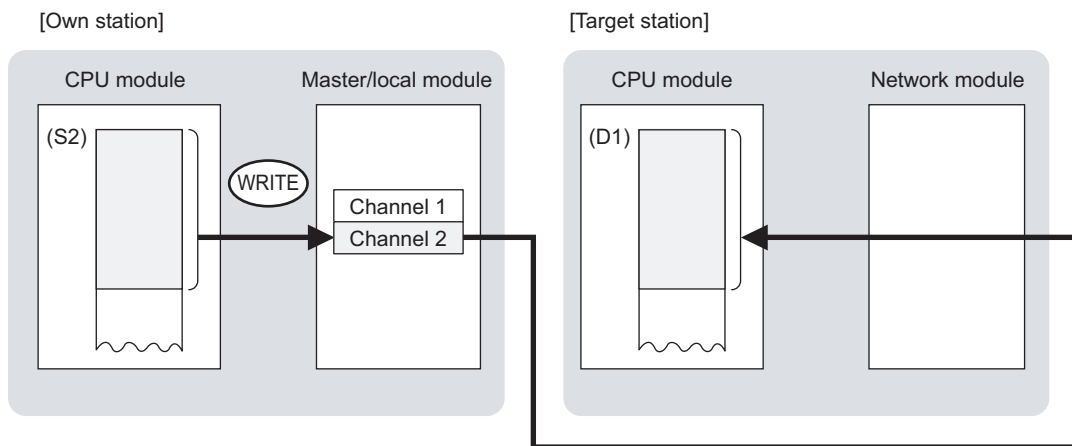 [Own station]
[Target station]
CPU module
Master/local module
CPU module
Network module
(S2)
(D1)
WRITE
Channel 1
Channel 2